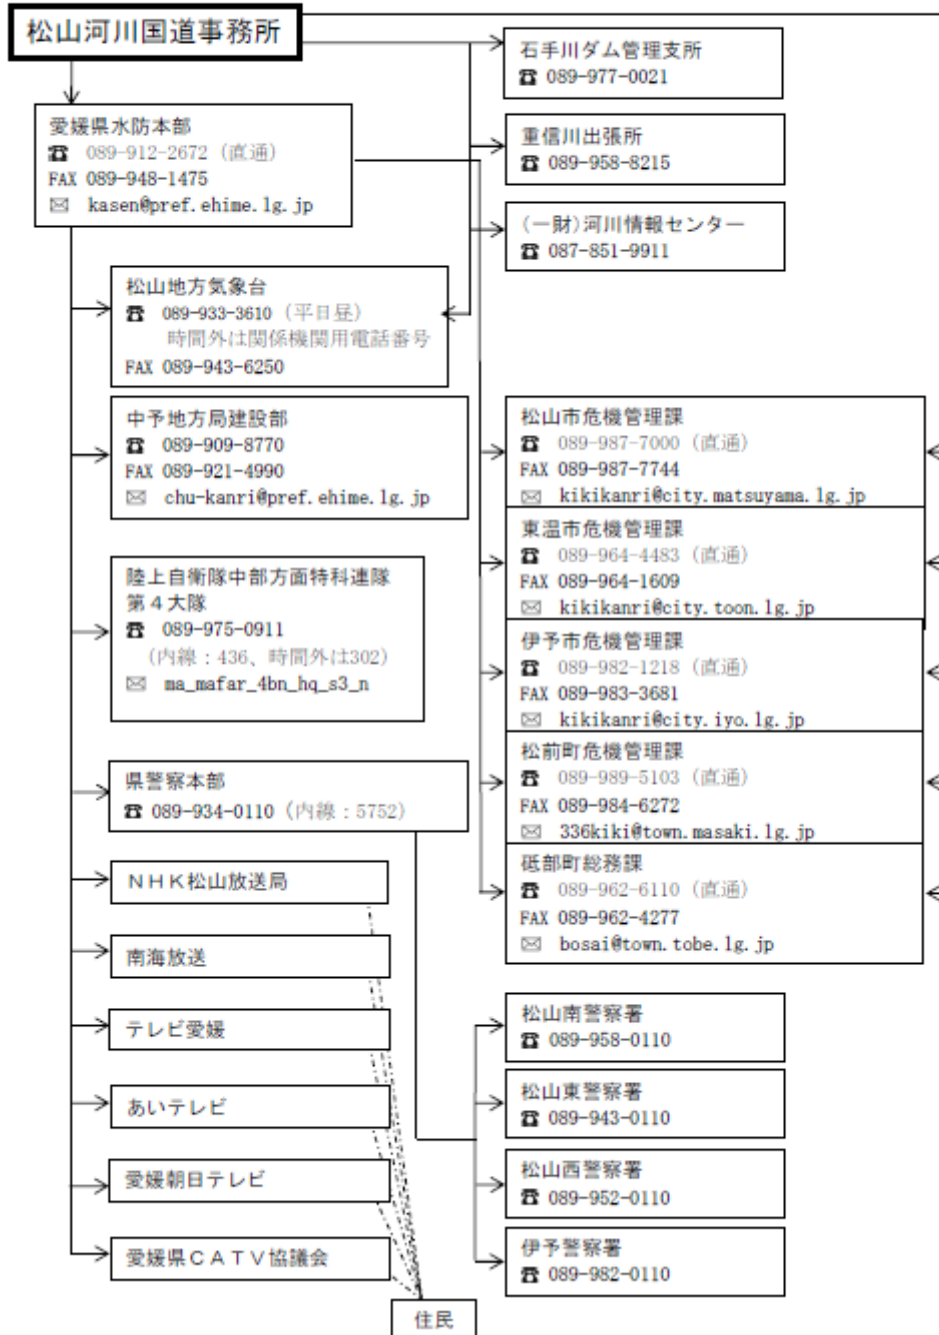 松山河川国道事務所
愛媛県水防本部
☎ 089-912-2672（直通）
FAX 089-948-1475
✉ kasen@pref.ehime.lg.jp
松山地方気象台
☎ 089-933-3610（平日昼）
時間外は関係機関用電話番号
FAX 089-943-6250
中予地方局建設部
☎ 089-909-8770
FAX 089-921-4990
✉ chu-kanri@pref.ehime.lg.jp
陸上自衛隊中部方面特科連隊
第４大隊
☎ 089-975-0911
（内線：436、時間外は302）
✉ ma_mafar_4bn_hq_s3_n
県警察本部
☎ 089-934-0110（内線：5752）
ＮＨＫ松山放送局
南海放送
テレビ愛媛
あいテレビ
愛媛朝日テレビ
愛媛県ＣＡＴＶ協議会
住民
石手川ダム管理支所
☎ 089-977-0021
重信川出張所
☎ 089-958-8215
(一財)河川情報センター
☎ 087-851-9911
松山市危機管理課
☎ 089-987-7000（直通）
FAX 089-987-7744
✉ kikikanri@city.matsuyama.lg.jp
東温市危機管理課
☎ 089-964-4483（直通）
FAX 089-964-1609
✉ kikikanri@city.toon.lg.jp
伊予市危機管理課
☎ 089-982-1218（直通）
FAX 089-983-3681
✉ kikikanri@city.iyo.lg.jp
松前町危機管理課
☎ 089-989-5103（直通）
FAX 089-984-6272
✉ 336kiki@town.masaki.lg.jp
砥部町総務課
☎ 089-962-6110（直通）
FAX 089-962-4277
✉ bosai@town.tobe.lg.jp
松山南警察署
☎ 089-958-0110
松山東警察署
☎ 089-943-0110
松山西警察署
☎ 089-952-0110
伊予警察署
☎ 089-982-0110